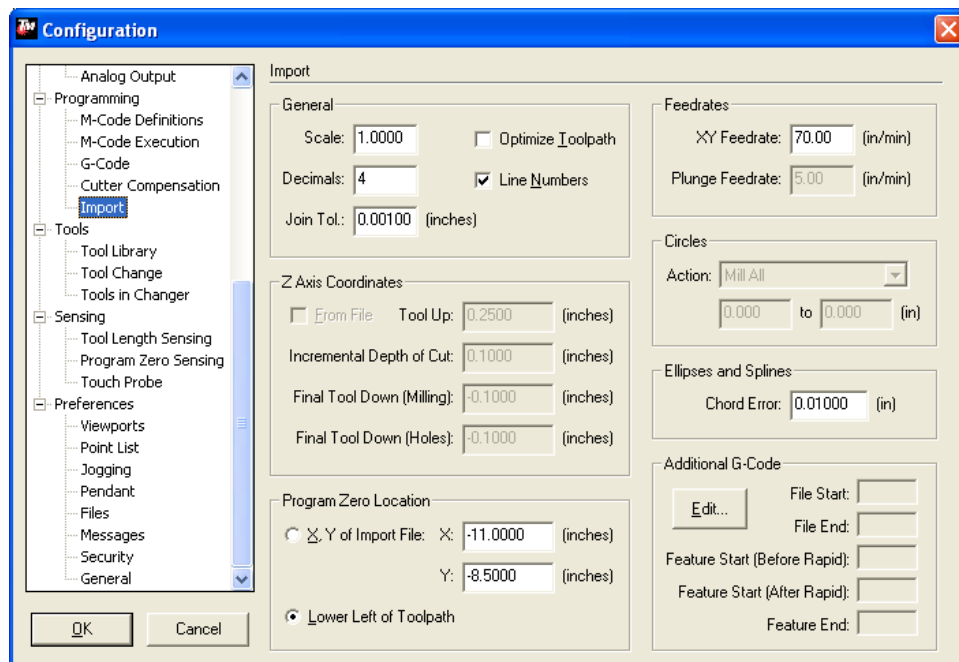 Configuration
Analog Output
Programming
M-Code Definitions
M-Code Execution
G-Code
Cutter Compensation
Import
Tools
Tool Library
Tool Change
Tools in Changer
Sensing
Tool Length Sensing
Program Zero Sensing
Touch Probe
Preferences
Viewports
Point List
Jogging
Pendant
Files
Messages
Security
General
OK Cancel
Import
General
Scale: 1.0000 Optimize Toolpath
Decimals: 4 Line Numbers
Join Tol.: 0.00100 (inches)
Z Axis Coordinates
From File Tool Up: 0.2500 (inches)
Incremental Depth of Cut: 0.1000 (inches)
Final Tool Down (Milling): -0.1000 (inches)
Final Tool Down (Holes): -0.1000 (inches)
Program Zero Location
X, Y of Import File: X: -11.0000 (inches)
Y: -8.5000 (inches)
Lower Left of Toolpath
Feedrates
XY Feedrate: 70.00 (in/min)
Plunge Feedrate: 5.00 (in/min)
Circles
Action: Mill All
0.000 to 0.000 (in)
Ellipses and Splines
Chord Error: 0.01000 (in)
Additional G-Code
Edit... File Start:
File End:
Feature Start (Before Rapid):
Feature Start (After Rapid):
Feature End: